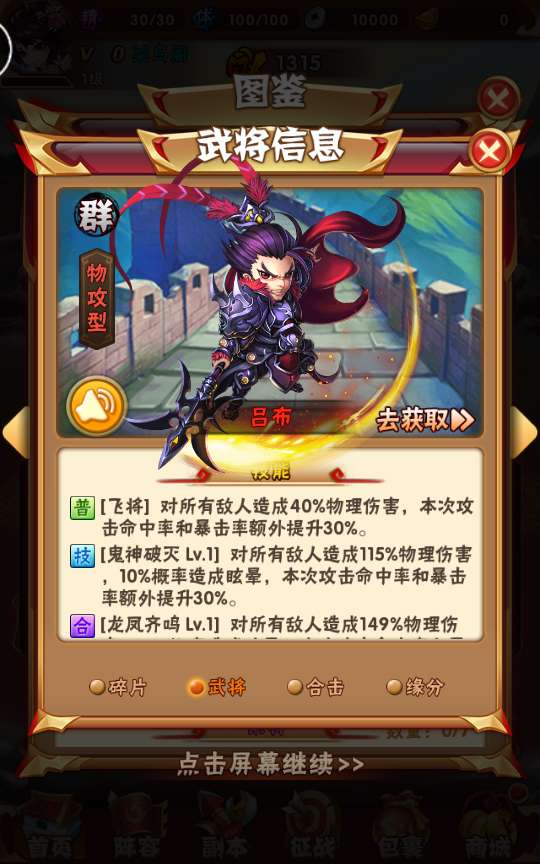 精 30/30 体 100/100 10000 0
V 0
1级
1315
图鉴
武将信息
群
物攻型
吕布
去获取
技能
普 [飞将] 对所有敌人造成40%物理伤害，本次攻
击命中率和暴击率额外提升30%。
技 [鬼神破灭 Lv.1] 对所有敌人造成115%物理伤害
，10%概率造成眩晕，本次攻击命中率和暴击
率额外提升30%。
合 [龙凤齐鸣 Lv.1] 对所有敌人造成149%物理伤
碎片 武将 合击 缘分
数量：0/
点击屏幕继续>>
首页 阵容 副本 征战 包裹 商城